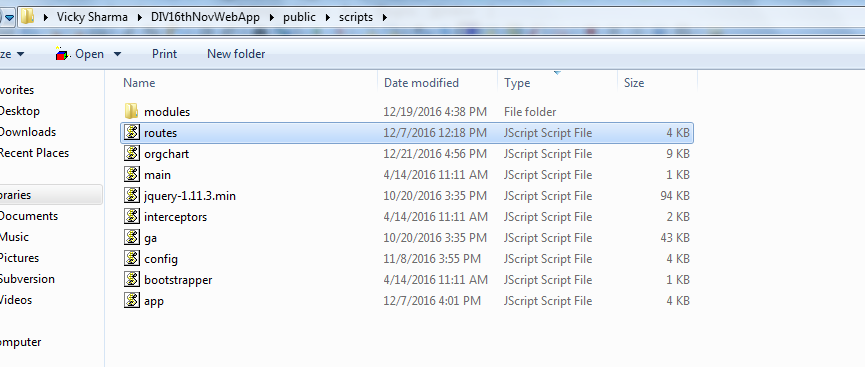 Vicky Sharma DIV16thNovWebApp public scripts
ze Open Print New folder
Name Date modified Type Size
vorites
Desktop
Downloads
Recent Places
braries
Documents
Music
Pictures
Subversion
Videos
omputer
modules 12/19/2016 4:38 PM File folder
routes 12/7/2016 12:18 PM JScript Script File 4 KB
orgchart 12/21/2016 4:56 PM JScript Script File 9 KB
main 4/14/2016 11:11 AM JScript Script File 1 KB
jquery-1.11.3.min 10/20/2016 3:35 PM JScript Script File 94 KB
interceptors 4/14/2016 11:11 AM JScript Script File 2 KB
ga 10/20/2016 3:35 PM JScript Script File 43 KB
config 11/8/2016 3:55 PM JScript Script File 4 KB
bootstrapper 4/14/2016 11:11 AM JScript Script File 1 KB
app 12/7/2016 4:01 PM JScript Script File 4 KB